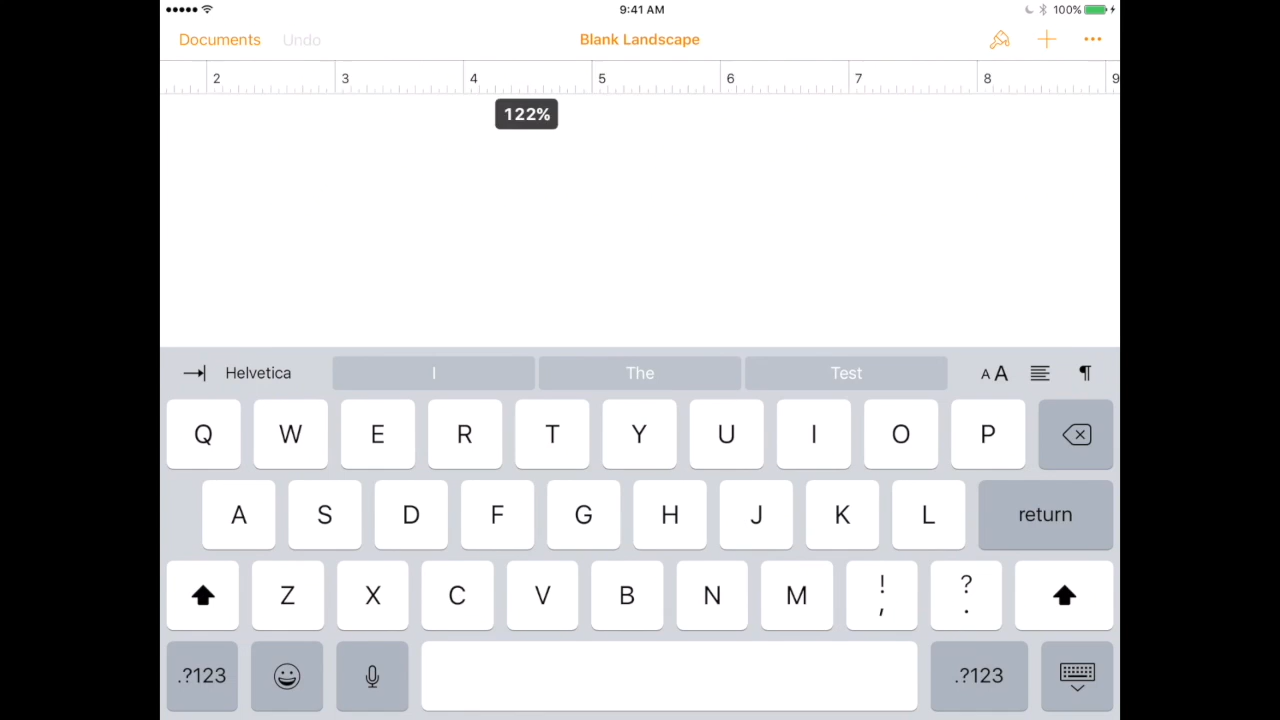 9:41 AM 100%
Documents Undo Blank Landscape
2 3 4 5 6 7 8 9
122%
Helvetica I The Test AA ¶
Q W E R T Y U I O P
A S D F G H J K L return
Z X C V B N M ! , ? .
.?123 .?123